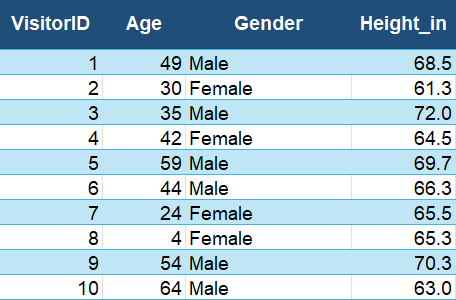 VisitorID Age Gender Height_in
1 49 Male 68.5
2 30 Female 61.3
3 35 Male 72.0
4 42 Female 64.5
5 59 Male 69.7
6 44 Male 66.3
7 24 Female 65.5
8 4 Female 65.3
9 54 Male 70.3
10 64 Male 63.0